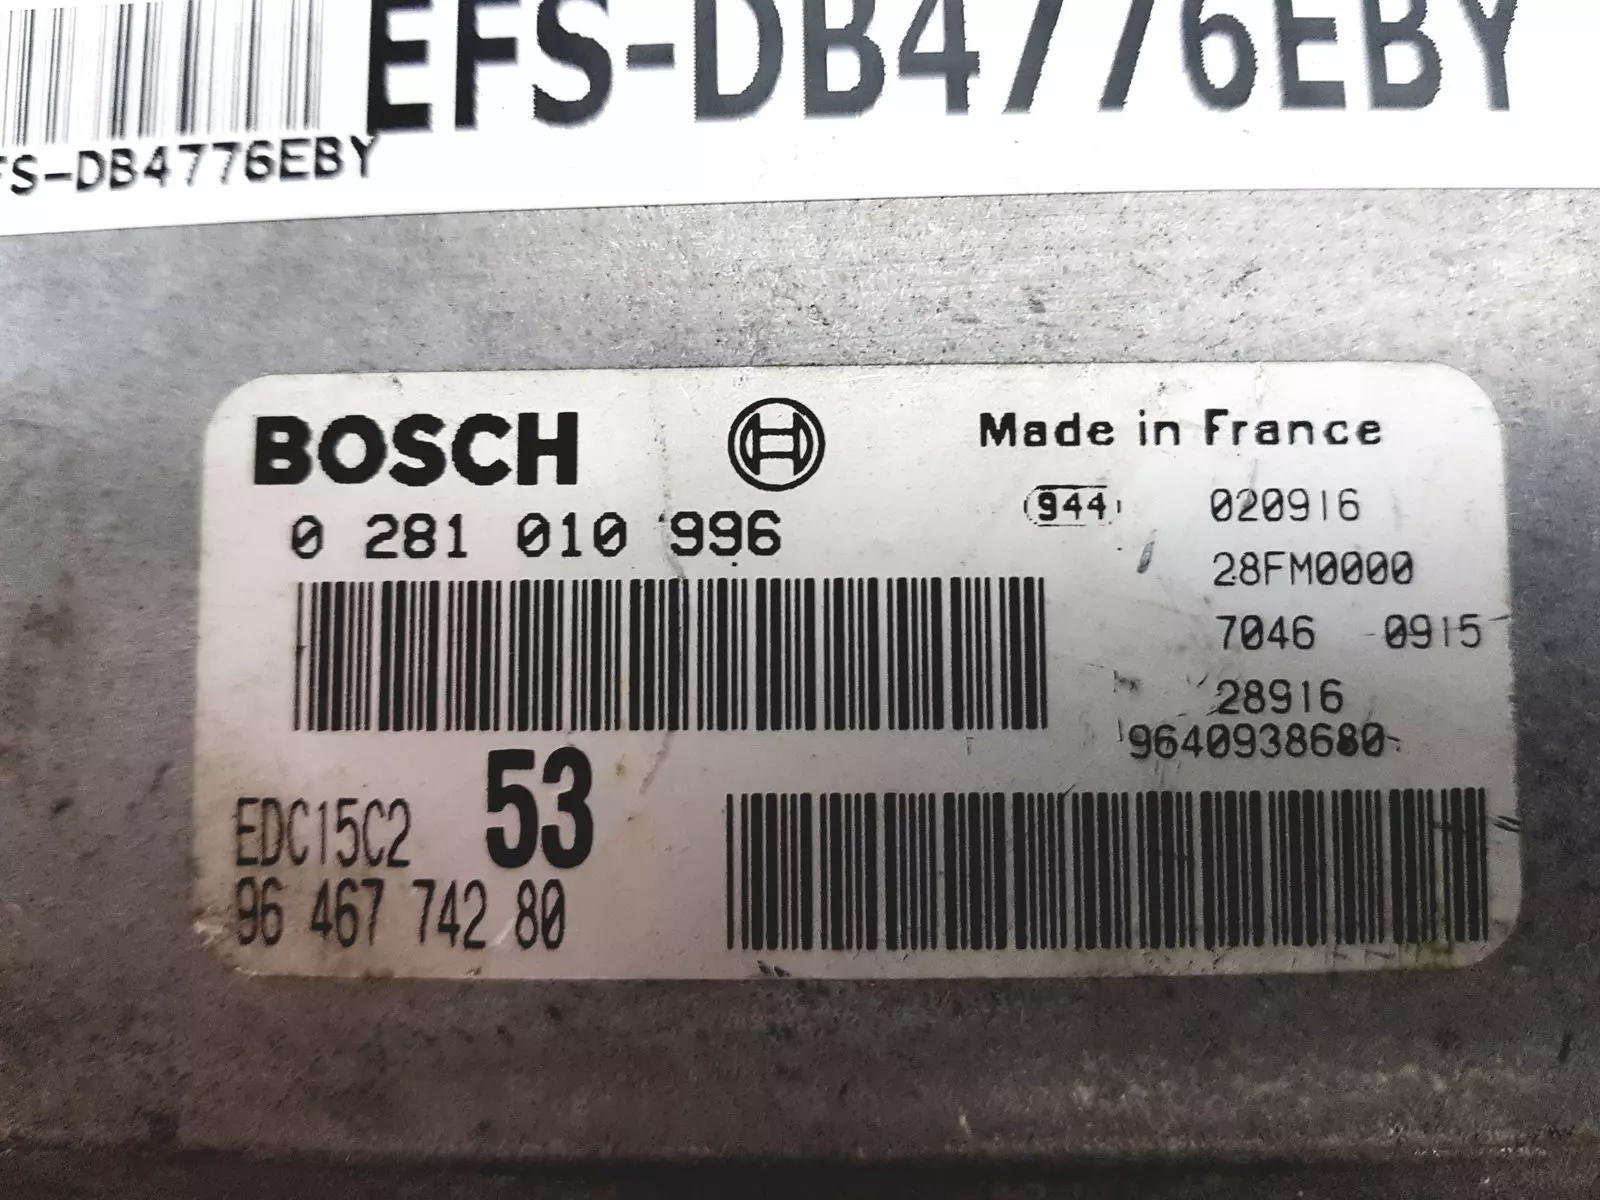 EFS-DB4776EBY
FS-DB4776EBY
BOSCH
Made in France
0 281 010 996
944
020916
28FM0000
7046 0915
28916
9640938680
EDC15C2
53
96 467 742 80